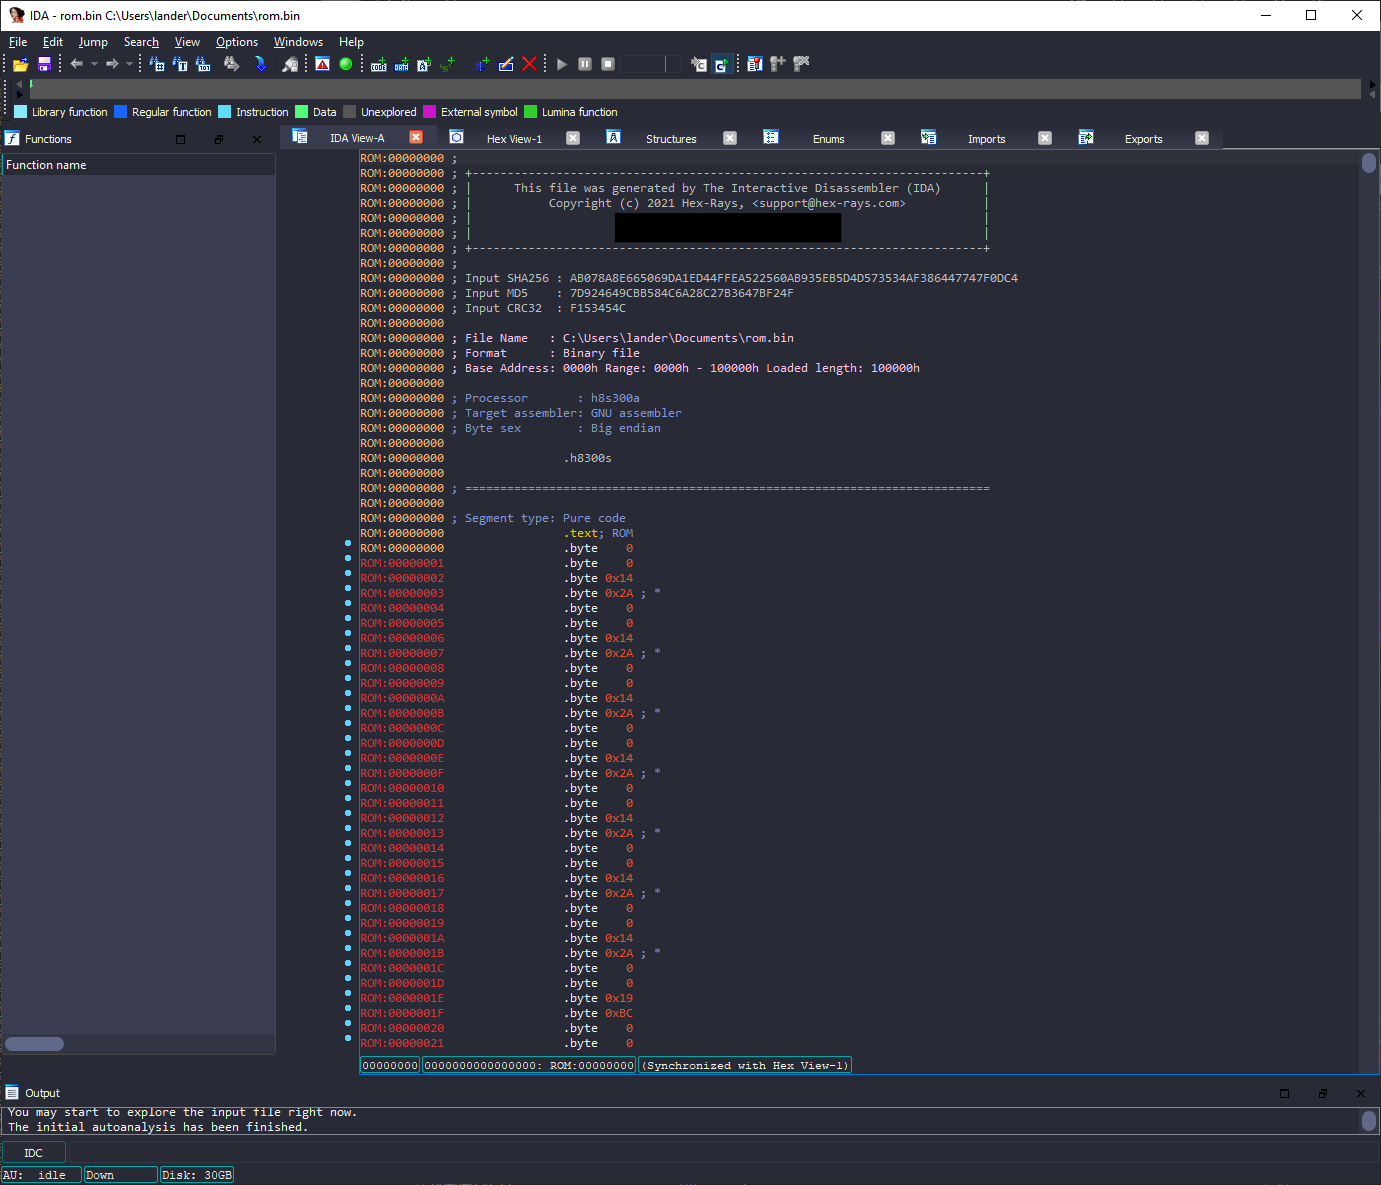 IDA - rom.bin C:\Users\lander\Documents\rom.bin
File Edit Jump Search View Options Windows Help
Library function Regular function Instruction Data Unexplored External symbol Lumina function
Functions
IDA View-A Hex View-1 Structures Enums Imports Exports
Function name
ROM:00000000 ;
ROM:00000000 ; +-------------------------------------------------------------------------+
ROM:00000000 ; | This file was generated by The Interactive Disassembler (IDA) |
ROM:00000000 ; | Copyright (c) 2021 Hex-Rays, <support@hex-rays.com> |
ROM:00000000 ; | |
ROM:00000000 ; | |
ROM:00000000 ; +-------------------------------------------------------------------------+
ROM:00000000 ;
ROM:00000000 ; Input SHA256 : AB078A8E665069DA1ED44FFEA522560AB935EB5D4D573534AF386447747F0DC4
ROM:00000000 ; Input MD5 : 7D924649CBB584C6A28C27B3647BF24F
ROM:00000000 ; Input CRC32 : F153454C
ROM:00000000
ROM:00000000 ; File Name : C:\Users\lander\Documents\rom.bin
ROM:00000000 ; Format : Binary file
ROM:00000000 ; Base Address: 0000h Range: 0000h - 100000h Loaded length: 100000h
ROM:00000000
ROM:00000000 ; Processor : h8s300a
ROM:00000000 ; Target assembler: GNU assembler
ROM:00000000 ; Byte sex : Big endian
ROM:00000000
ROM:00000000 .h8300s
ROM:00000000
ROM:00000000 ; ===========================================================================
ROM:00000000
ROM:00000000 ; Segment type: Pure code
ROM:00000000 .text; ROM
ROM:00000000 .byte 0
ROM:00000001 .byte 0
ROM:00000002 .byte 0x14
ROM:00000003 .byte 0x2A ; *
ROM:00000004 .byte 0
ROM:00000005 .byte 0
ROM:00000006 .byte 0x14
ROM:00000007 .byte 0x2A ; *
ROM:00000008 .byte 0
ROM:00000009 .byte 0
ROM:0000000A .byte 0x14
ROM:0000000B .byte 0x2A ; *
ROM:0000000C .byte 0
ROM:0000000D .byte 0
ROM:0000000E .byte 0x14
ROM:0000000F .byte 0x2A ; *
ROM:00000010 .byte 0
ROM:00000011 .byte 0
ROM:00000012 .byte 0x14
ROM:00000013 .byte 0x2A ; *
ROM:00000014 .byte 0
ROM:00000015 .byte 0
ROM:00000016 .byte 0x14
ROM:00000017 .byte 0x2A ; *
ROM:00000018 .byte 0
ROM:00000019 .byte 0
ROM:0000001A .byte 0x14
ROM:0000001B .byte 0x2A ; *
ROM:0000001C .byte 0
ROM:0000001D .byte 0
ROM:0000001E .byte 0x19
ROM:0000001F .byte 0xBC
ROM:00000020 .byte 0
ROM:00000021 .byte 0
00000000 0000000000000000: ROM:00000000 (Synchronized with Hex View-1)
Output
You may start to explore the input file right now.
The initial autoanalysis has been finished.
IDC
AU: idle Down Disk: 30GB